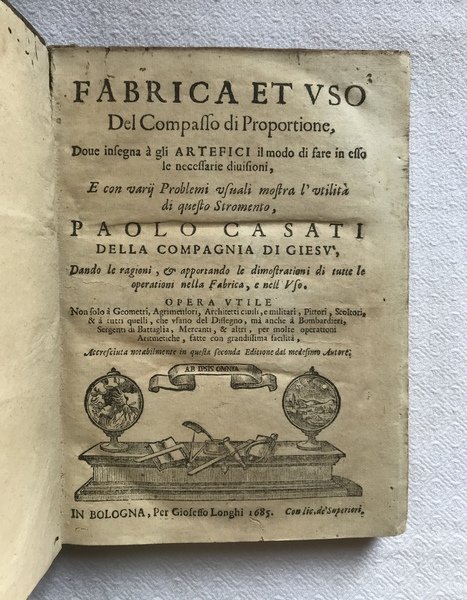 FABRICA ET VSO
Del Compasso di Proportione,
Doue insegna à gli ARTEFICI il modo di fare in esso
le necessarie diuisioni,
E con varij Problemi vsuali mostra l'vtilità
di questo Stromento,
PAOLO CASATI
DELLA COMPAGNIA DI GIESV',
Dando le ragioni, & apportando le dimostrationi di tutte le
operationi nella Fabrica, e nell'Vso.
OPERA VTILE
Non solo à Geometri, Agrimensori, Architetti ciuili, e militari, Pittori, Scoltori,
& à tutti quelli, che vsano del Dissegno, mà anche à Bombardieri,
Sergenti di Battaglia, Mercanti, & altri, per molte operationi
Aritmetiche, fatte con grandissima facilità,
Accresciuta notabilmente in questa seconda Editione dal medesimo Autore.
AB IPSIS OMNIA
IN BOLOGNA, Per Gioseffo Longhi 1685. Con lic. de' Superiori.